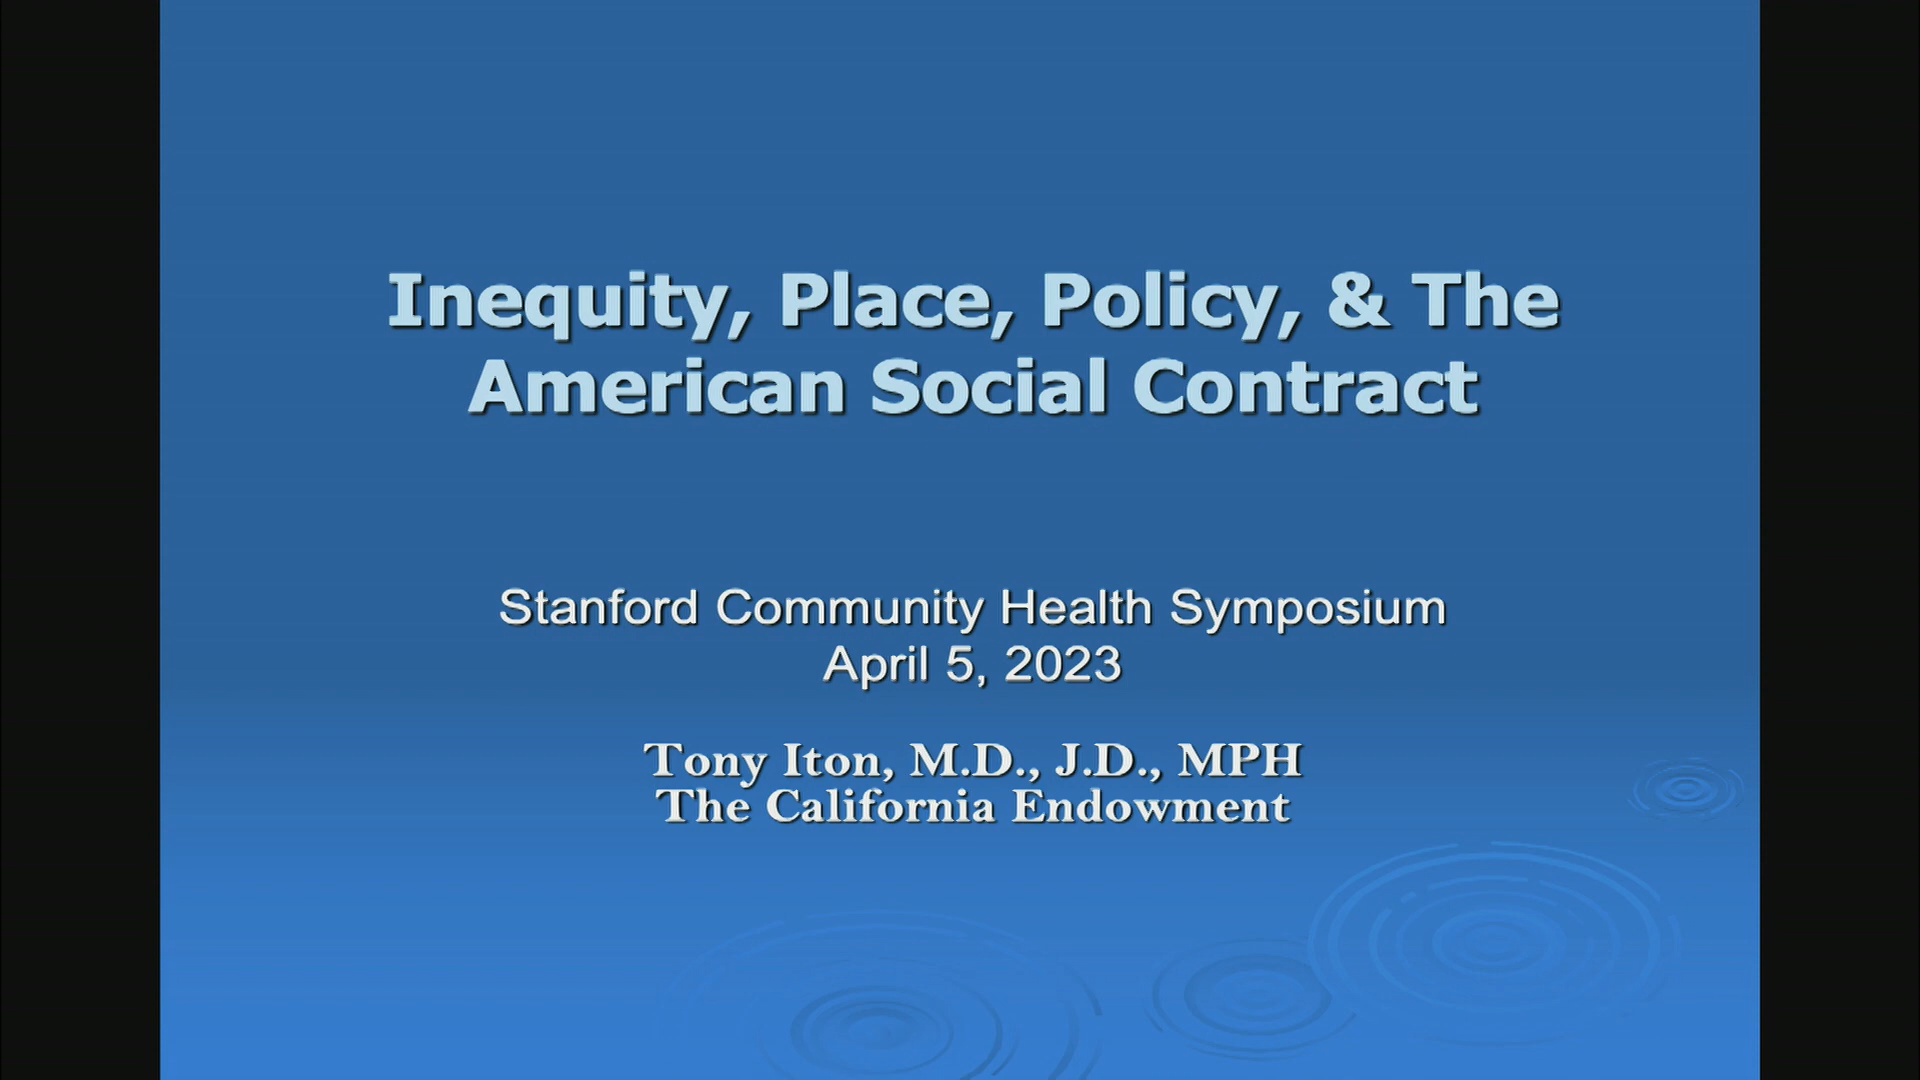 Inequity, Place, Policy, & The
American Social Contract
Stanford Community Health Symposium
April 5, 2023
Tony Iton, M.D., J.D., MPH
The California Endowment